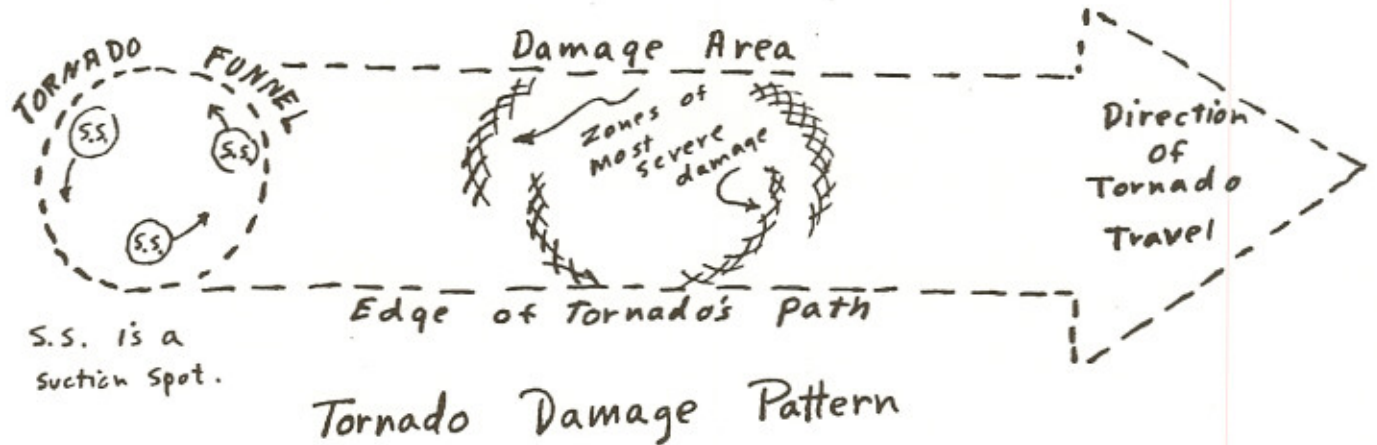 TORNADO FUNNEL
S.S.
S.S.
S.S.
S.S. is a
suction spot.
Damage Area
Zones of
most
severe
damage
Edge of Tornado's Path
Direction
of
Tornado
Travel
Tornado Damage Pattern